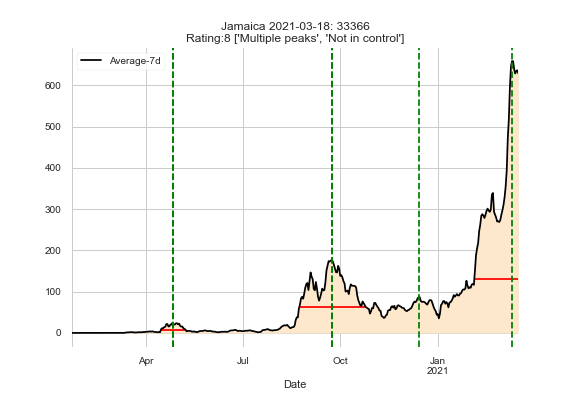 Jamaica 2021-03-18: 33366
Rating:8 ['Multiple peaks', 'Not in control']
Average-7d
600
500
400
300
200
100
0
Apr
Jul
Oct
Jan
2021
Date